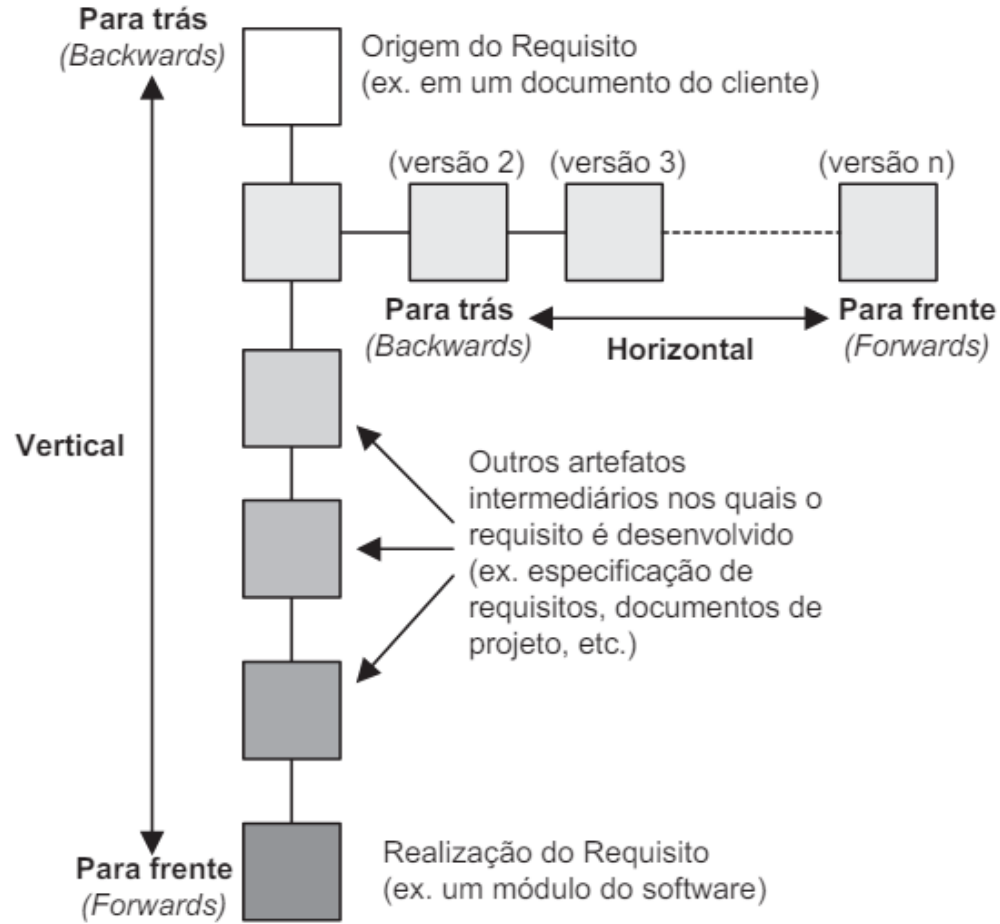 Para trás
(Backwards)
Origem do Requisito
(ex. em um documento do cliente)
(versão 2)
(versão 3)
(versão n)
Para trás
(Backwards)
Horizontal
Para frente
(Forwards)
Vertical
Outros artefatos
intermediários nos quais o
requisito é desenvolvido
(ex. especificação de
requisitos, documentos de
projeto, etc.)
Para frente
(Forwards)
Realização do Requisito
(ex. um módulo do software)